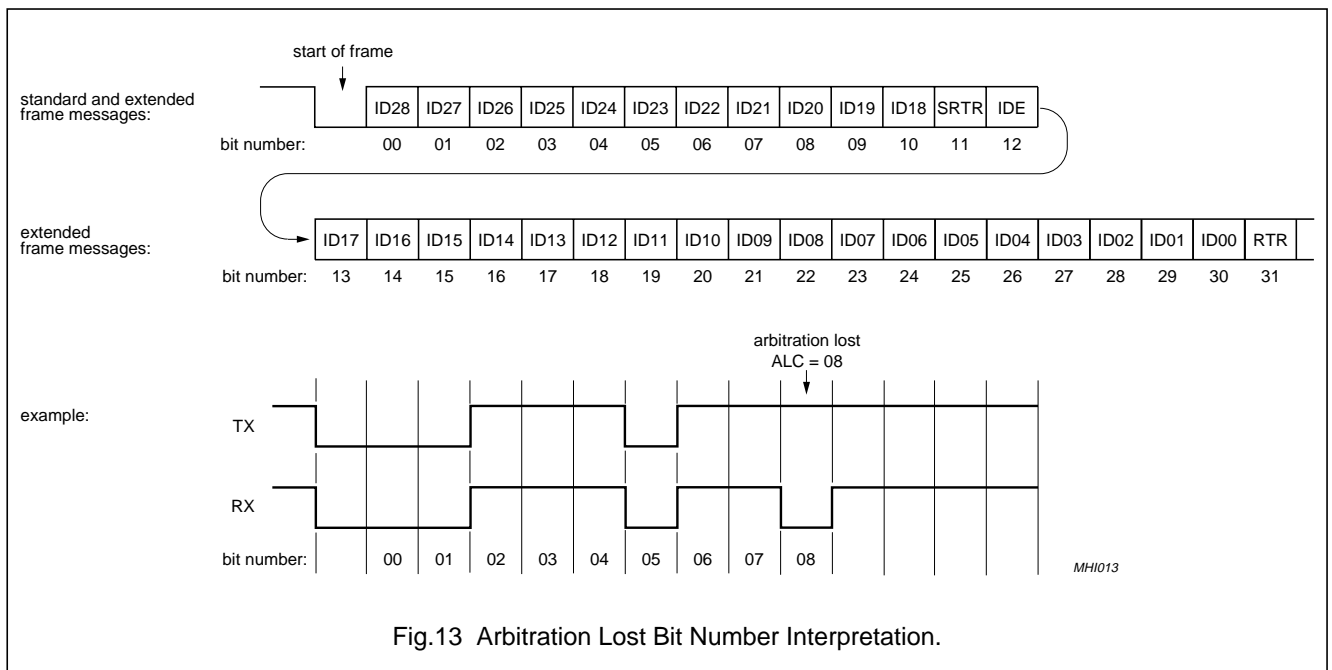 start of frame
standard and extended
frame messages:
ID28 ID27 ID26 ID25 ID24 ID23 ID22 ID21 ID20 ID19 ID18 SRTR IDE
bit number: 00 01 02 03 04 05 06 07 08 09 10 11 12
extended
frame messages:
ID17 ID16 ID15 ID14 ID13 ID12 ID11 ID10 ID09 ID08 ID07 ID06 ID05 ID04 ID03 ID02 ID01 ID00 RTR
bit number: 13 14 15 16 17 18 19 20 21 22 23 24 25 26 27 28 29 30 31
arbitration lost
ALC = 08
example:
TX
RX
bit number: 00 01 02 03 04 05 06 07 08
MHI013
Fig.13 Arbitration Lost Bit Number Interpretation.